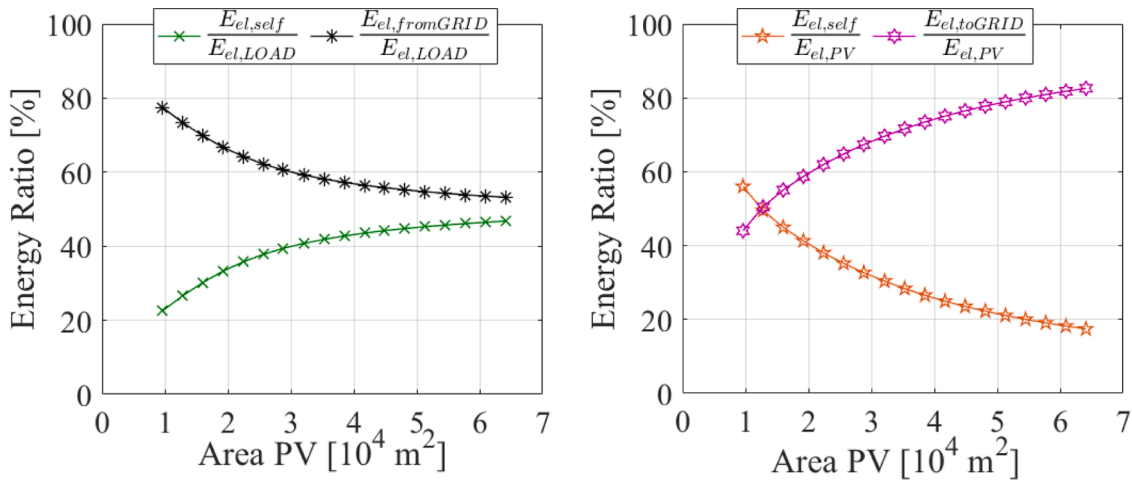 100
80
60
40
20
0
Energy Ratio [%]
E_{el,self} / E_{el,LOAD}
E_{el,fromGRID} / E_{el,LOAD}
0 1 2 3 4 5 6 7
Area PV [10^4 m^2]
100
80
60
40
20
0
Energy Ratio [%]
E_{el,self} / E_{el,PV}
E_{el,toGRID} / E_{el,PV}
0 1 2 3 4 5 6 7
Area PV [10^4 m^2]